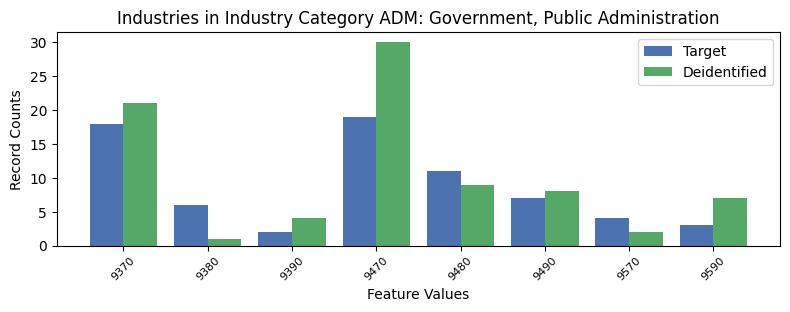 Industries in Industry Category ADM: Government, Public Administration
Target
Deidentified
Record Counts
30
25
20
15
10
5
0
9370 9380 9390 9470 9480 9490 9570 9590
Feature Values